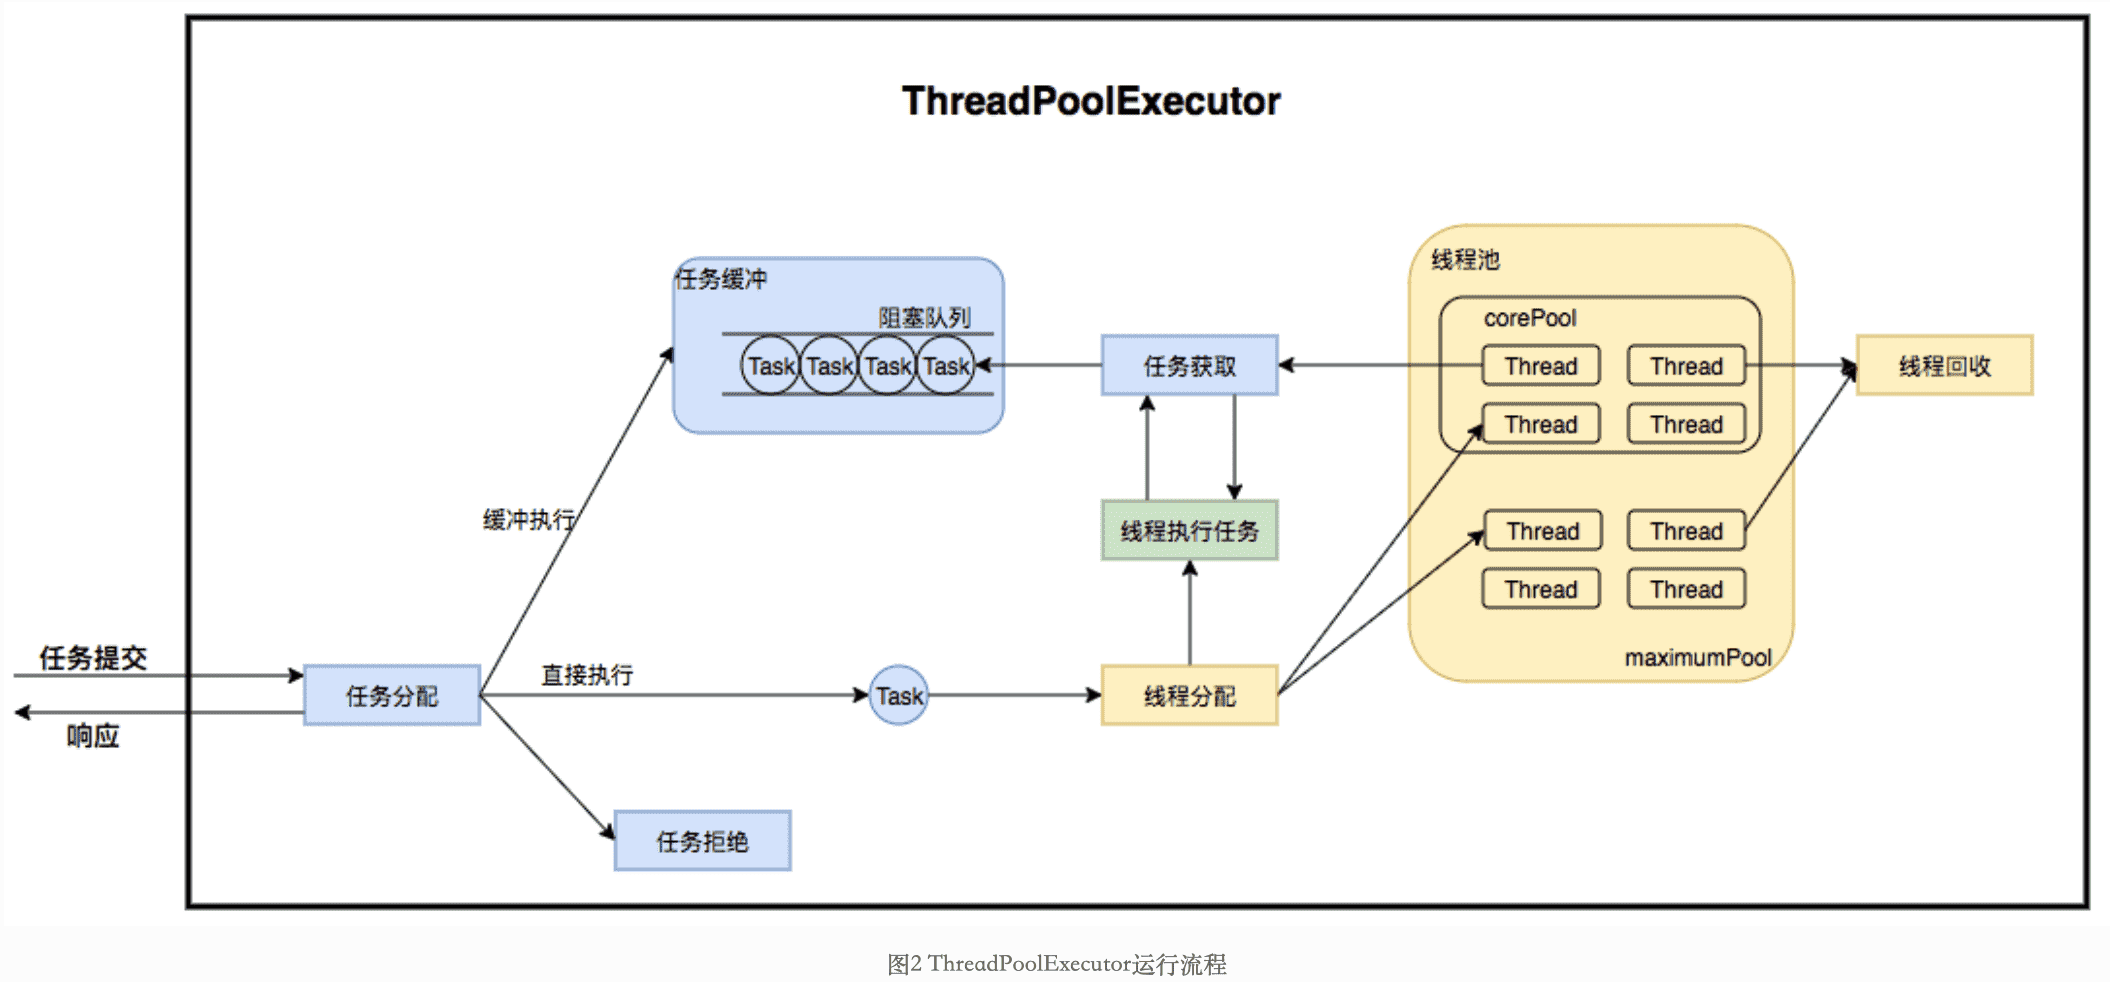 ThreadPoolExecutor
任务缓冲
阻塞队列
Task Task Task Task
任务获取
线程池
corePool
Thread Thread
Thread Thread
线程回收
缓冲执行
线程执行任务
Thread Thread
Thread Thread
maximumPool
任务提交
响应
任务分配
直接执行
Task
线程分配
任务拒绝
图2 ThreadPoolExecutor运行流程